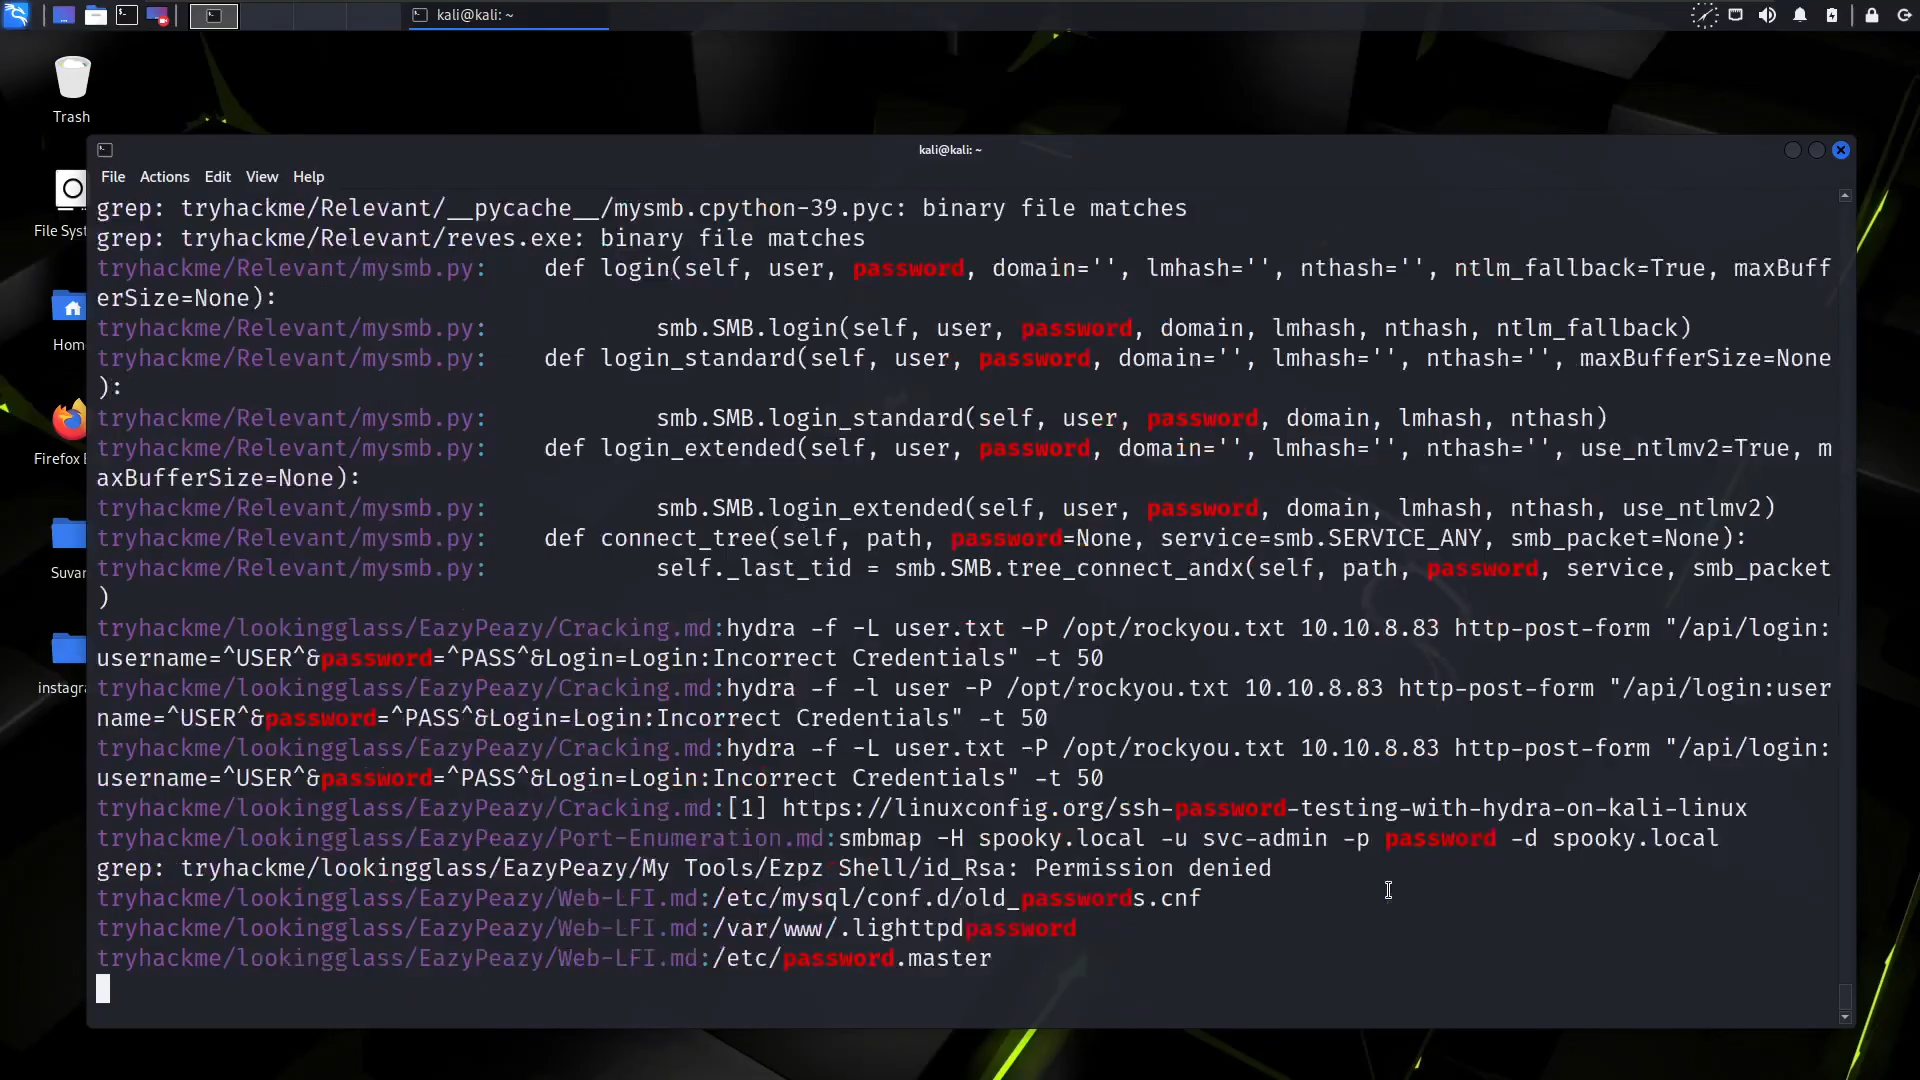 kali@kali: ~
Trash
File Sys
Hom
Firefox E
Suvar
instagra
kali@kali: ~
File Actions Edit View Help
grep: tryhackme/Relevant/__pycache__/mysmb.cpython-39.pyc: binary file matches
grep: tryhackme/Relevant/reves.exe: binary file matches
tryhackme/Relevant/mysmb.py:    def login(self, user, password, domain='', lmhash='', nthash='', ntlm_fallback=True, maxBuff
erSize=None):
tryhackme/Relevant/mysmb.py:            smb.SMB.login(self, user, password, domain, lmhash, nthash, ntlm_fallback)
tryhackme/Relevant/mysmb.py:    def login_standard(self, user, password, domain='', lmhash='', nthash='', maxBufferSize=None
):
tryhackme/Relevant/mysmb.py:            smb.SMB.login_standard(self, user, password, domain, lmhash, nthash)
tryhackme/Relevant/mysmb.py:    def login_extended(self, user, password, domain='', lmhash='', nthash='', use_ntlmv2=True, m
axBufferSize=None):
tryhackme/Relevant/mysmb.py:            smb.SMB.login_extended(self, user, password, domain, lmhash, nthash, use_ntlmv2)
tryhackme/Relevant/mysmb.py:    def connect_tree(self, path, password=None, service=smb.SERVICE_ANY, smb_packet=None):
tryhackme/Relevant/mysmb.py:            self._last_tid = smb.SMB.tree_connect_andx(self, path, password, service, smb_packet
)
tryhackme/lookingglass/EazyPeazy/Cracking.md:hydra -f -L user.txt -P /opt/rockyou.txt 10.10.8.83 http-post-form "/api/login:
username=^USER^&password=^PASS^&Login=Login:Incorrect Credentials" -t 50
tryhackme/lookingglass/EazyPeazy/Cracking.md:hydra -f -l user -P /opt/rockyou.txt 10.10.8.83 http-post-form "/api/login:user
name=^USER^&password=^PASS^&Login=Login:Incorrect Credentials" -t 50
tryhackme/lookingglass/EazyPeazy/Cracking.md:hydra -f -L user.txt -P /opt/rockyou.txt 10.10.8.83 http-post-form "/api/login:
username=^USER^&password=^PASS^&Login=Login:Incorrect Credentials" -t 50
tryhackme/lookingglass/EazyPeazy/Cracking.md:[1] https://linuxconfig.org/ssh-password-testing-with-hydra-on-kali-linux
tryhackme/lookingglass/EazyPeazy/Port-Enumeration.md:smbmap -H spooky.local -u svc-admin -p password -d spooky.local
grep: tryhackme/lookingglass/EazyPeazy/My Tools/Ezpz Shell/id_Rsa: Permission denied
tryhackme/lookingglass/EazyPeazy/Web-LFI.md:/etc/mysql/conf.d/old_passwords.cnf
tryhackme/lookingglass/EazyPeazy/Web-LFI.md:/var/www/.lighttpdpassword
tryhackme/lookingglass/EazyPeazy/Web-LFI.md:/etc/password.master